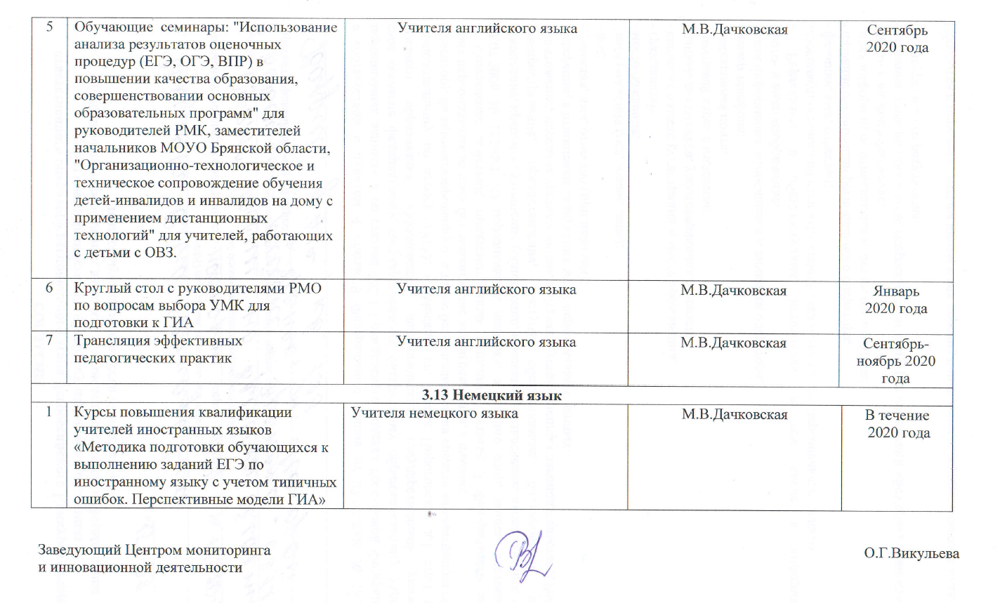 5
Обучающие семинары: "Использование
анализа результатов оценочных
процедур (ЕГЭ, ОГЭ, ВПР) в
повышении качества образования,
совершенствовании основных
образовательных программ" для
руководителей РМК, заместителей
начальников МОУО Брянской области,
"Организационно-технологическое и
техническое сопровождение обучения
детей-инвалидов и инвалидов на дому с
применением дистанционных
технологий" для учителей, работающих
с детьми с ОВЗ.
Учителя английского языка
М.В.Дачковская
Сентябрь
2020 года
6
Круглый стол с руководителями РМО
по вопросам выбора УМК для
подготовки к ГИА
Учителя английского языка
М.В.Дачковская
Январь
2020 года
7
Трансляция эффективных
педагогических практик
Учителя английского языка
М.В.Дачковская
Сентябрь-
ноябрь 2020
года
3.13 Немецкий язык
1
Курсы повышения квалификации
учителей иностранных языков
«Методика подготовки обучающихся к
выполнению заданий ЕГЭ по
иностранному языку с учетом типичных
ошибок. Перспективные модели ГИА»
Учителя немецкого языка
М.В.Дачковская
В течение
2020 года
Заведующий Центром мониторинга
и инновационной деятельности
О.Г.Викульева